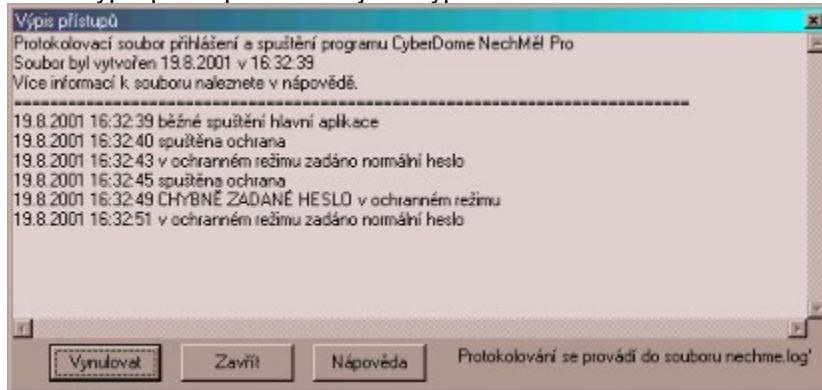 Výpis přístupů
Protokolovací soubor přihlášení a spuštění programu CyberDome NechMě! Pro
Soubor byl vytvořen 19.8.2001 v 16:32:39
Více informací k souboru naleznete v nápovědě.
19.8.2001 16:32:39 běžné spuštění hlavní aplikace
19.8.2001 16:32:40 spuštěna ochrana
19.8.2001 16:32:43 v ochranném režimu zadáno normální heslo
19.8.2001 16:32:45 spuštěna ochrana
19.8.2001 16:32:49 CHYBNĚ ZADANÉ HESLO v ochranném režimu
19.8.2001 16:32:51 v ochranném režimu zadáno normální heslo
Vynulovat Zavřít Nápověda Protokolování se provádí do souboru nechme.log'